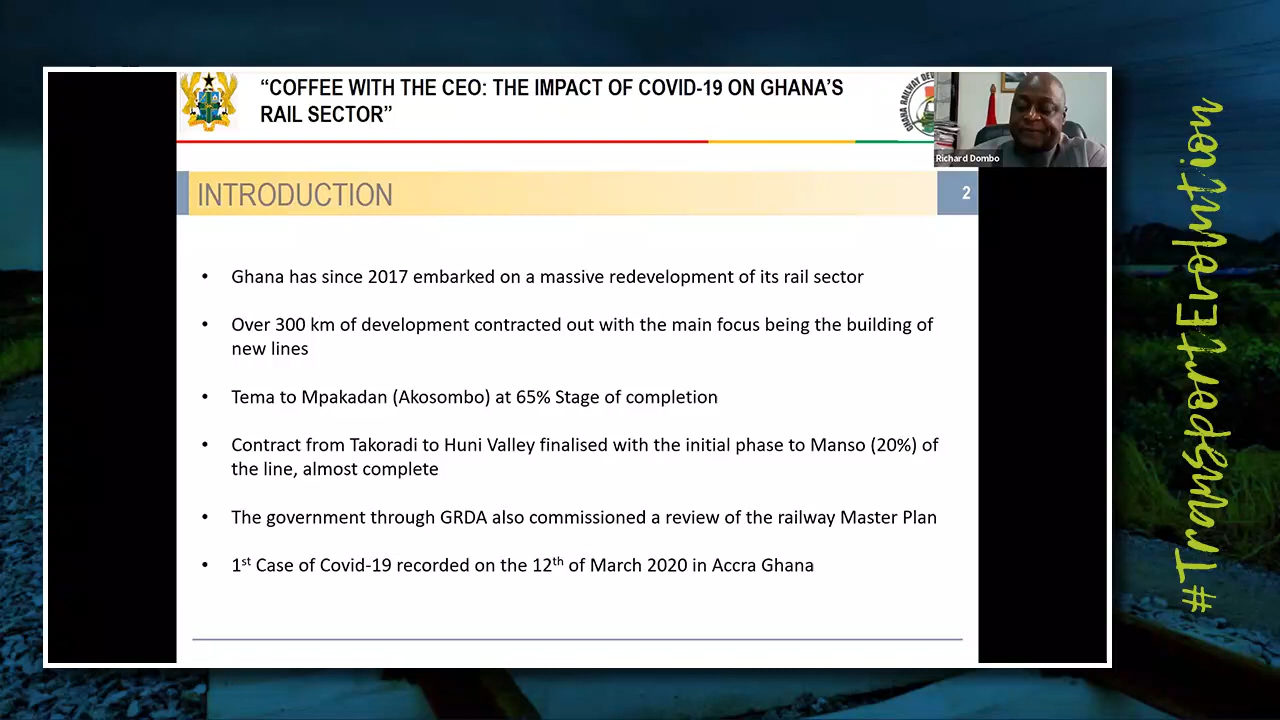 “COFFEE WITH THE CEO: THE IMPACT OF COVID-19 ON GHANA’S
RAIL SECTOR”
GHANA RAILWAY DEV
Richard Dombo
INTRODUCTION
2
• Ghana has since 2017 embarked on a massive redevelopment of its rail sector
• Over 300 km of development contracted out with the main focus being the building of
new lines
• Tema to Mpakadan (Akosombo) at 65% Stage of completion
• Contract from Takoradi to Huni Valley finalised with the initial phase to Manso (20%) of
the line, almost complete
• The government through GRDA also commissioned a review of the railway Master Plan
• 1st Case of Covid-19 recorded on the 12th of March 2020 in Accra Ghana
#TransportEvolution